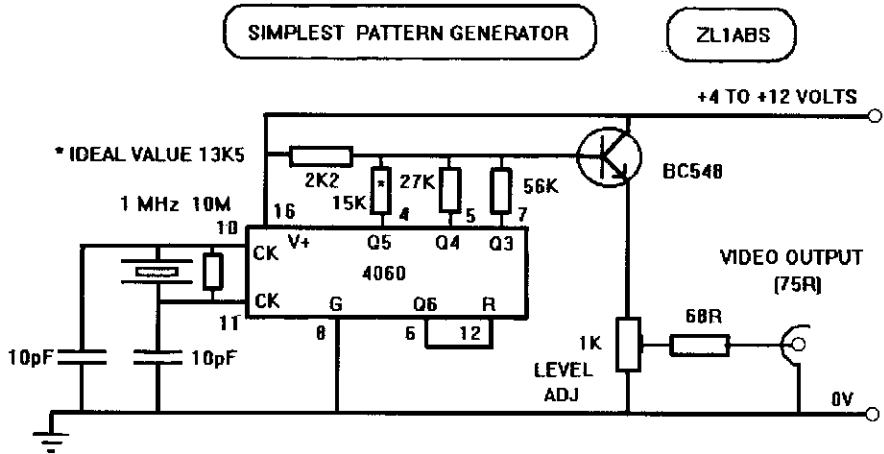 SIMPLEST PATTERN GENERATOR
ZL1ABS
+4 TO +12 VOLTS
* IDEAL VALUE 13K5
2K2
*
15K
27K
56K
BC548
1 MHz 10M
16
4
5
7
10
CK
V+
Q5
Q4
Q3
4060
VIDEO OUTPUT
(75R)
CK
G
Q6
R
11
8
6
12
68R
10pF
10pF
1K
LEVEL
ADJ
0V